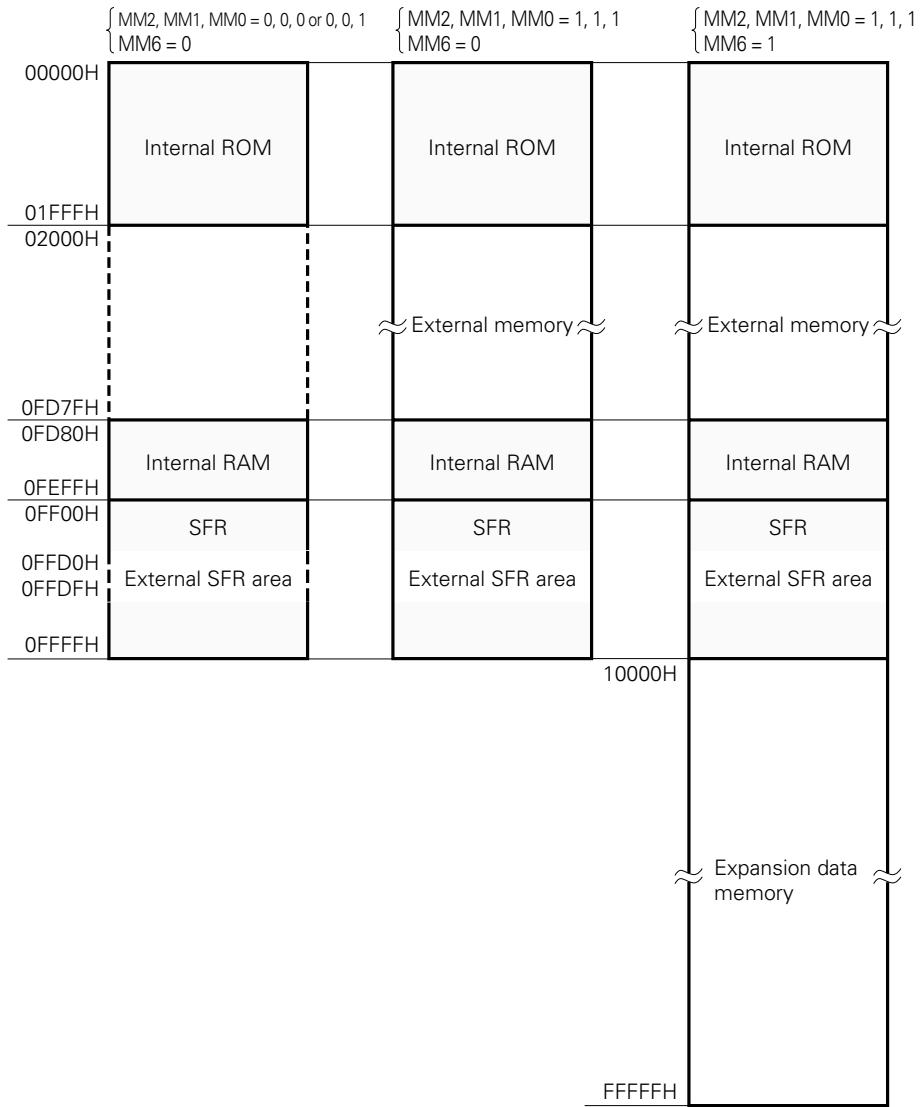 MM2, MM1, MM0 = 0, 0, 0 or 0, 0, 1
MM6 = 0
MM2, MM1, MM0 = 1, 1, 1
MM6 = 0
MM2, MM1, MM0 = 1, 1, 1
MM6 = 1
00000H
Internal ROM
Internal ROM
Internal ROM
01FFFH
02000H
External memory
External memory
0FD7FH
0FD80H
Internal RAM
Internal RAM
Internal RAM
0FEFFH
0FF00H
SFR
SFR
SFR
0FFD0H
0FFDFH
External SFR area
External SFR area
External SFR area
0FFFFH
10000H
Expansion data
memory
FFFFFH